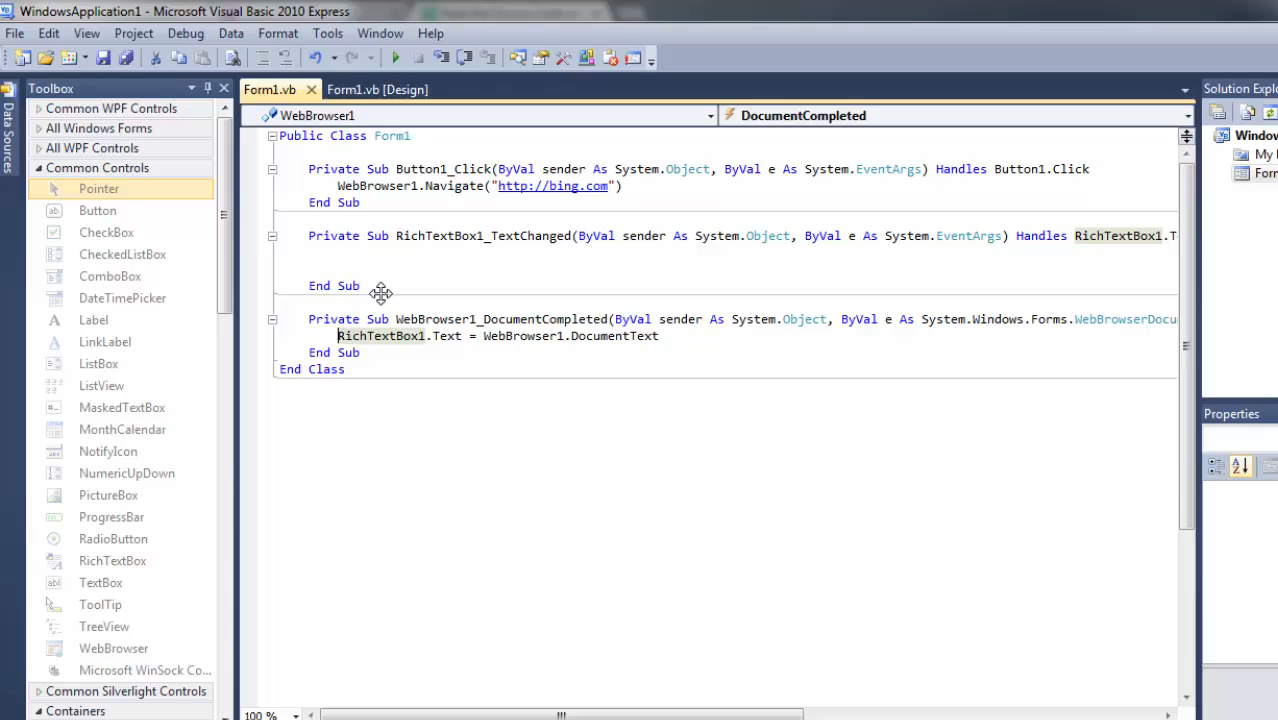 WindowsApplication1 - Microsoft Visual Basic 2010 Express
File Edit View Project Debug Data Format Tools Window Help
Data Sources
Toolbox
Common WPF Controls
All Windows Forms
All WPF Controls
Common Controls
Pointer
Button
CheckBox
CheckedListBox
ComboBox
DateTimePicker
Label
LinkLabel
ListBox
ListView
MaskedTextBox
MonthCalendar
NotifyIcon
NumericUpDown
PictureBox
ProgressBar
RadioButton
RichTextBox
TextBox
ToolTip
TreeView
WebBrowser
Microsoft WinSock Co...
Common Silverlight Controls
Containers
Form1.vb Form1.vb [Design]
WebBrowser1 DocumentCompleted
Public Class Form1
Private Sub Button1_Click(ByVal sender As System.Object, ByVal e As System.EventArgs) Handles Button1.Click
WebBrowser1.Navigate("http://bing.com")
End Sub
Private Sub RichTextBox1_TextChanged(ByVal sender As System.Object, ByVal e As System.EventArgs) Handles RichTextBox1.T
End Sub
Private Sub WebBrowser1_DocumentCompleted(ByVal sender As System.Object, ByVal e As System.Windows.Forms.WebBrowserDocu
RichTextBox1.Text = WebBrowser1.DocumentText
End Sub
End Class
100 %
Solution Explo
Windo
My
For
Properties